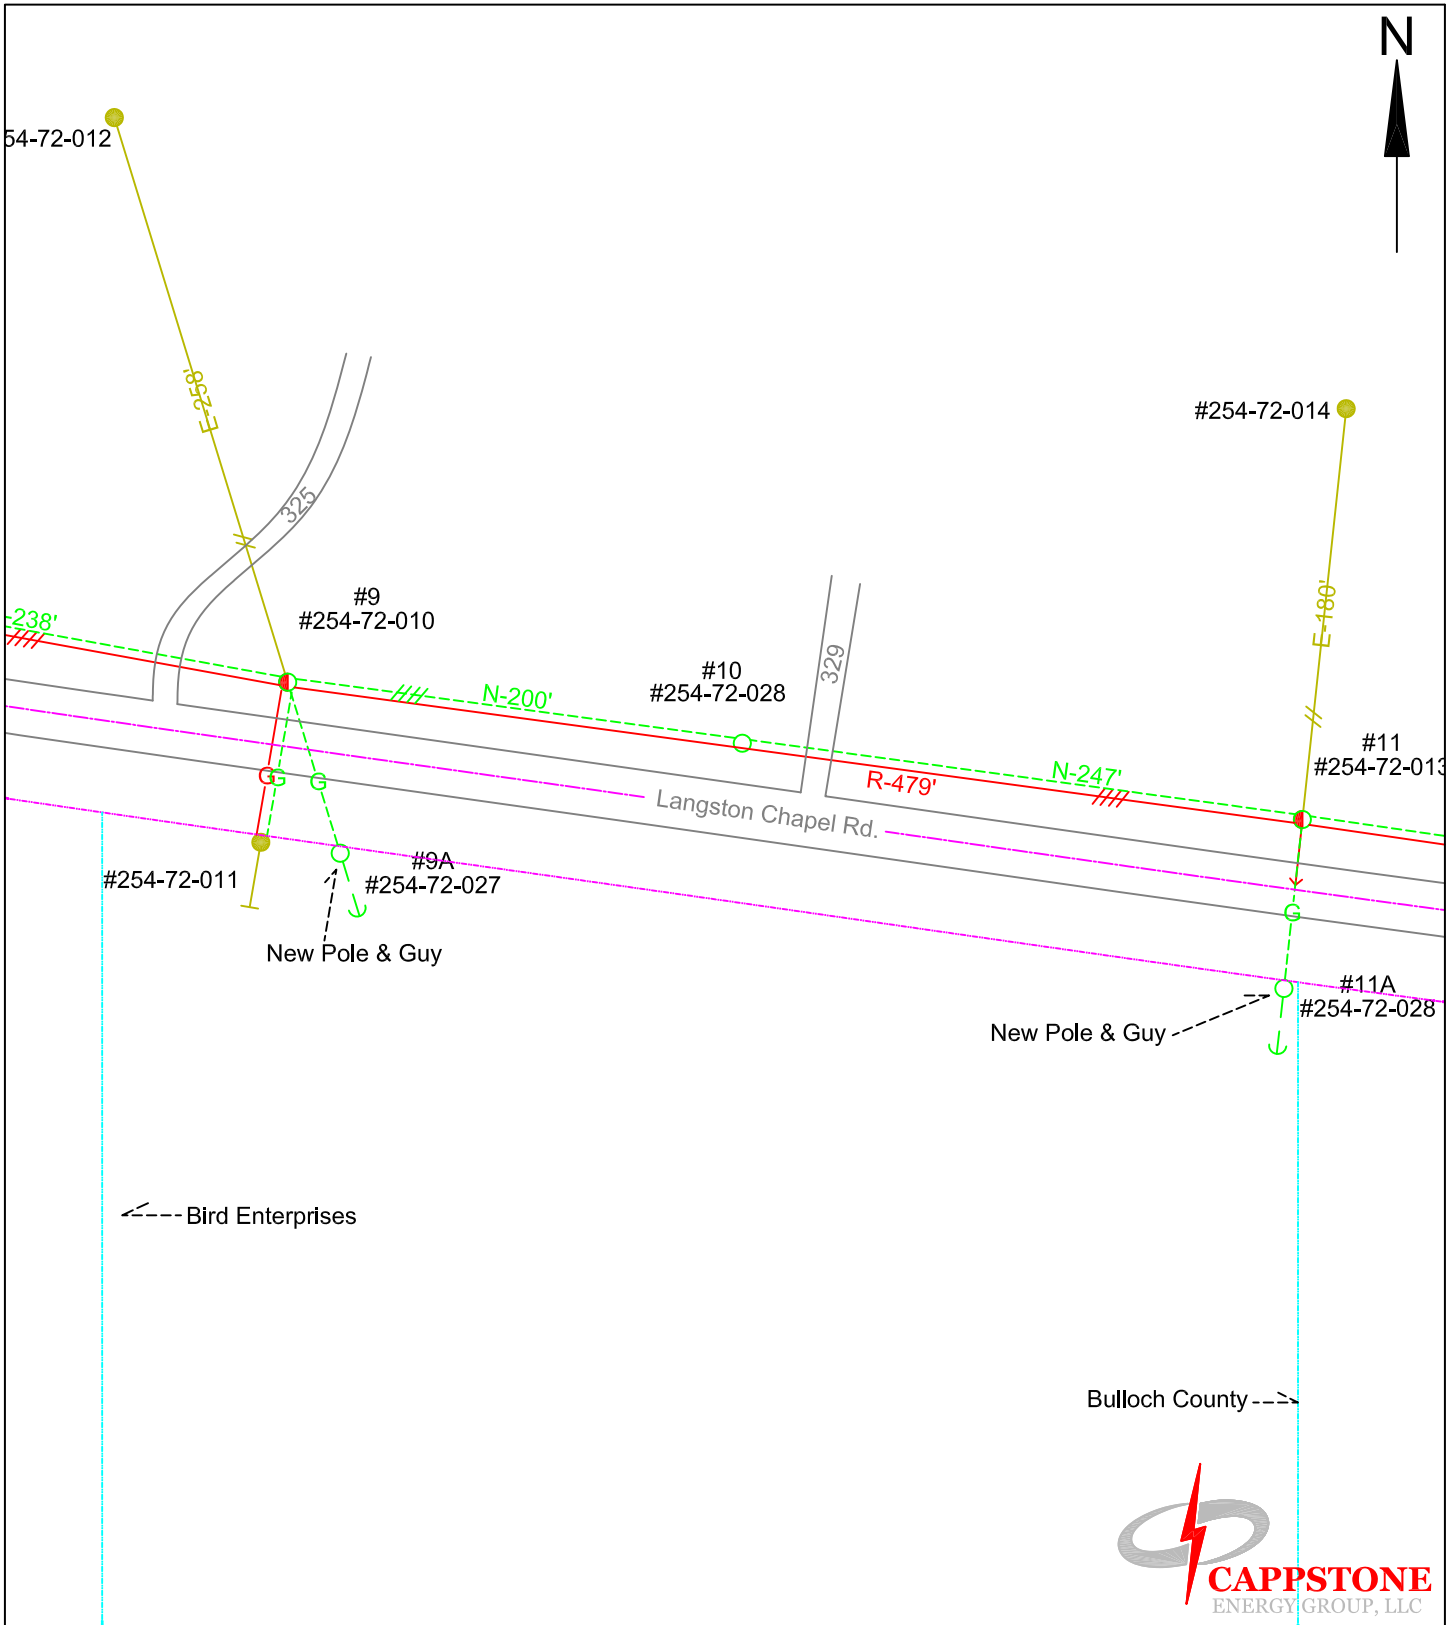 N
54-72-012
E-258'
#254-72-014
325
E-180'
#9
#254-72-010
-238'
#10
#254-72-028
329
N-200'
#11
#254-72-013
N-247'
R-479'
Langston Chapel Rd.
G
G
G
#254-72-011
#9A
#254-72-027
G
New Pole & Guy
#11A
#254-72-028
New Pole & Guy
Bird Enterprises
Bulloch County
CAPPSTONE
ENERGY GROUP, LLC